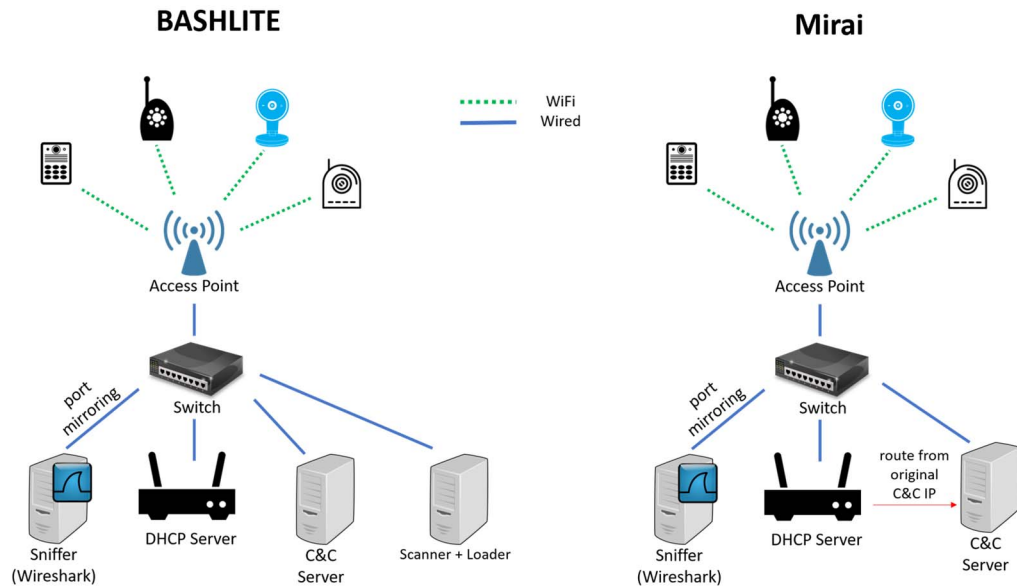 BASHLITE
Mirai
WiFi
Wired
Access Point
Access Point
port
mirroring
Switch
port
mirroring
Switch
route from
original
C&C IP
Sniffer
(Wireshark)
DHCP Server
C&C
Server
Scanner + Loader
Sniffer
(Wireshark)
DHCP Server
C&C
Server